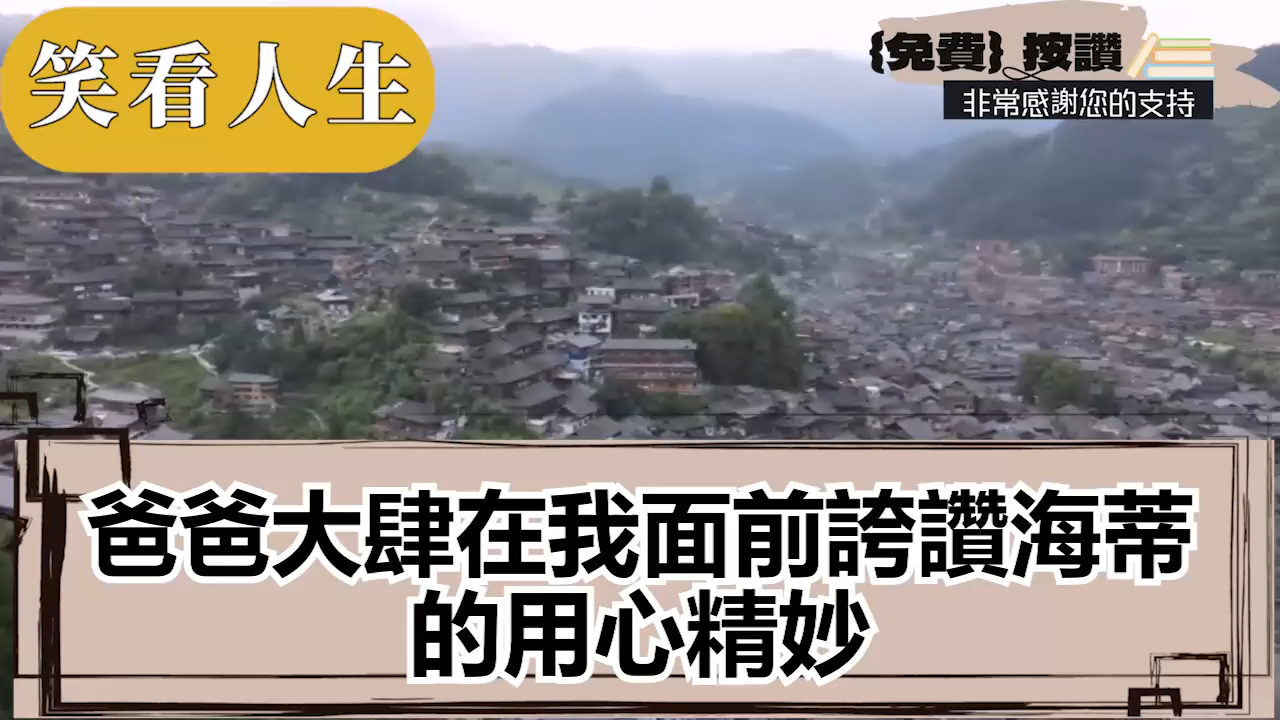 笑看人生
{免費} 按讚
非常感謝您的支持
爸爸大肆在我面前誇讚海蒂
的用心精妙